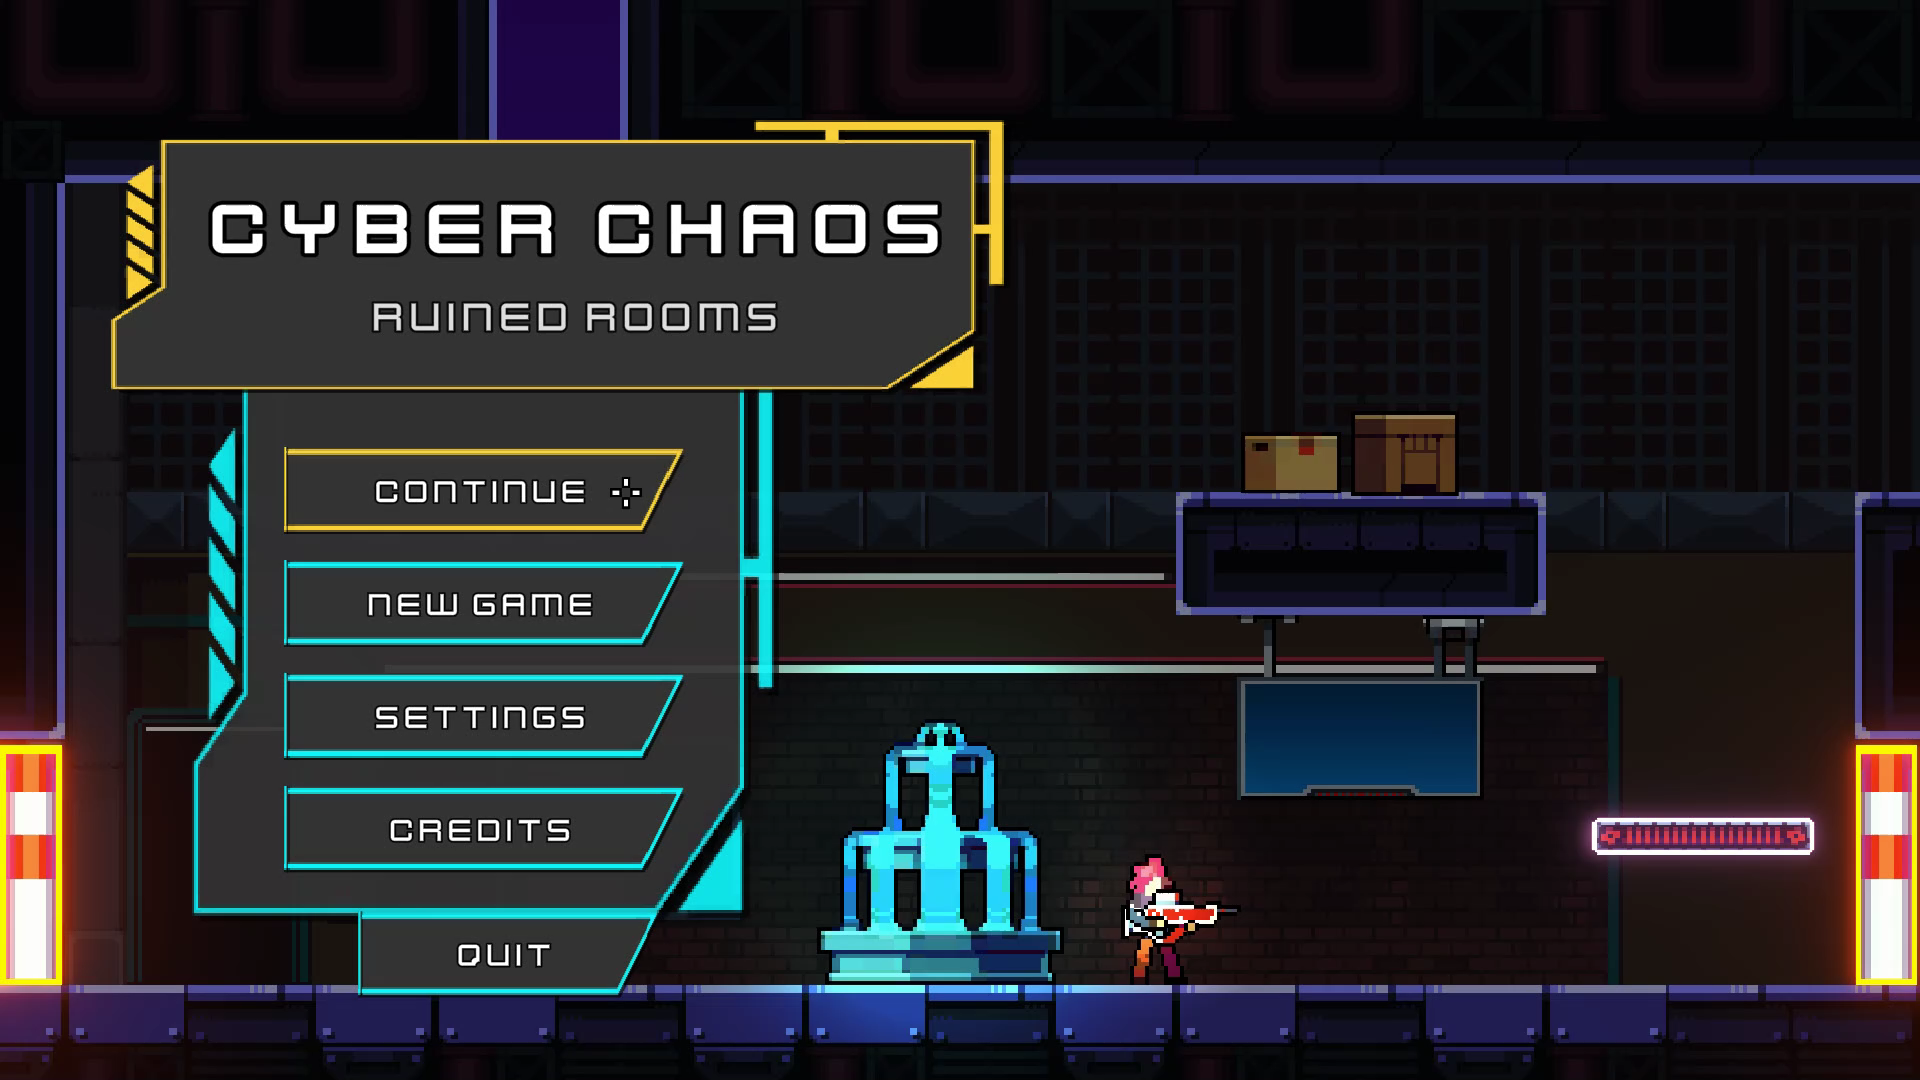 CYBER CHAOS
RUINED ROOMS
CONTINUE
NEW GAME
SETTINGS
CREDITS
QUIT